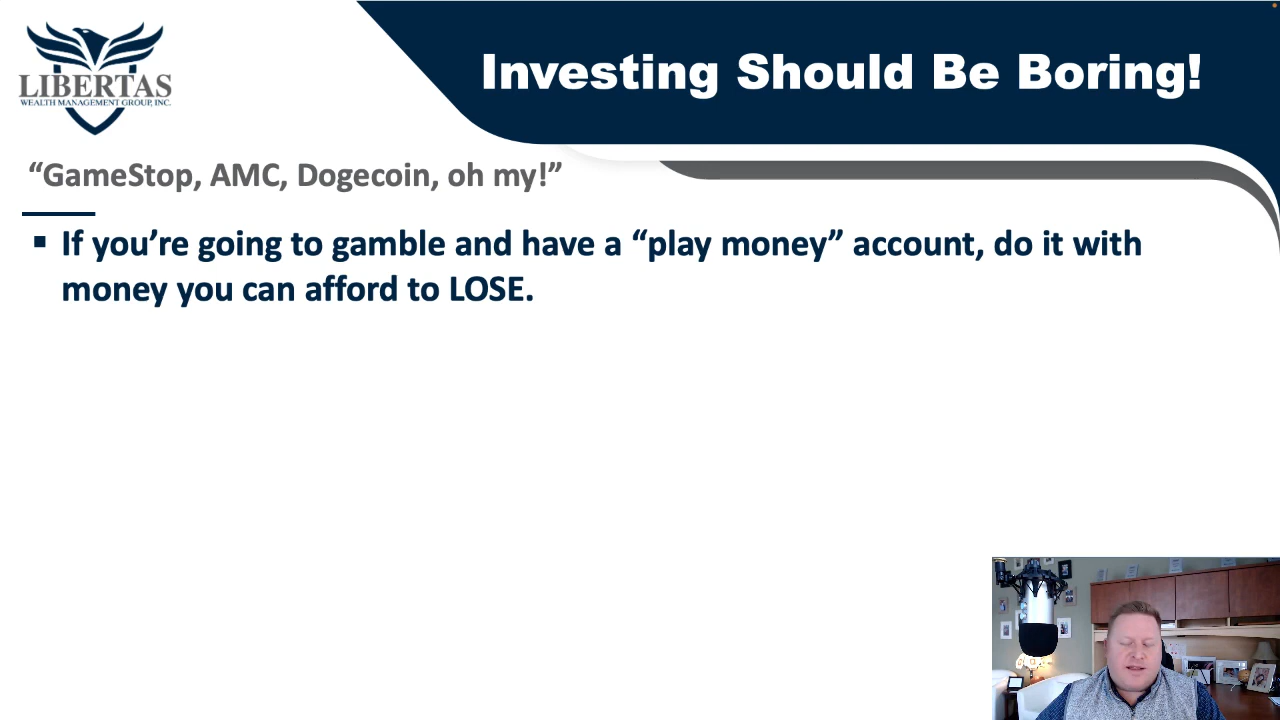 LIBERTAS
WEALTH MANAGEMENT GROUP, INC.
Investing Should Be Boring!
“GameStop, AMC, Dogecoin, oh my!”
▪ If you’re going to gamble and have a “play money” account, do it with
money you can afford to LOSE.